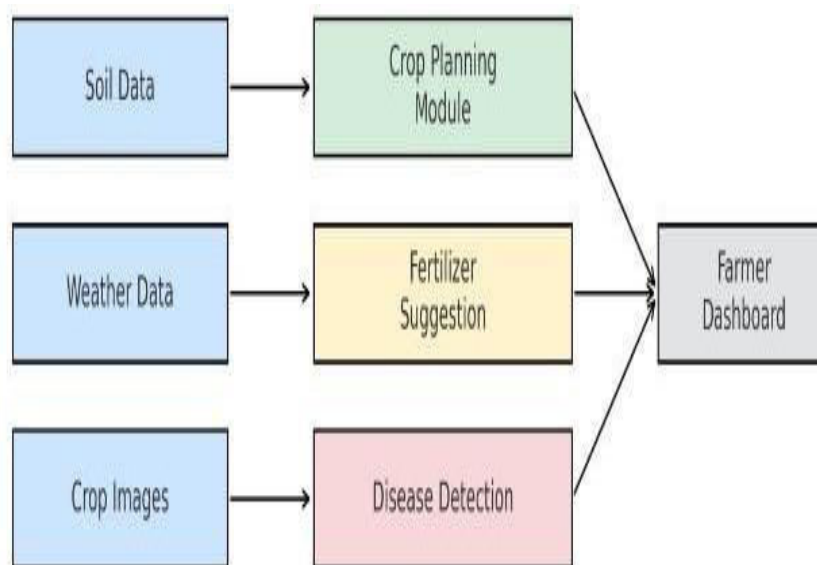 Soil Data
Crop Planning
Module
Weather Data
Fertilizer
Suggestion
Farmer
Dashboard
Crop Images
Disease Detection